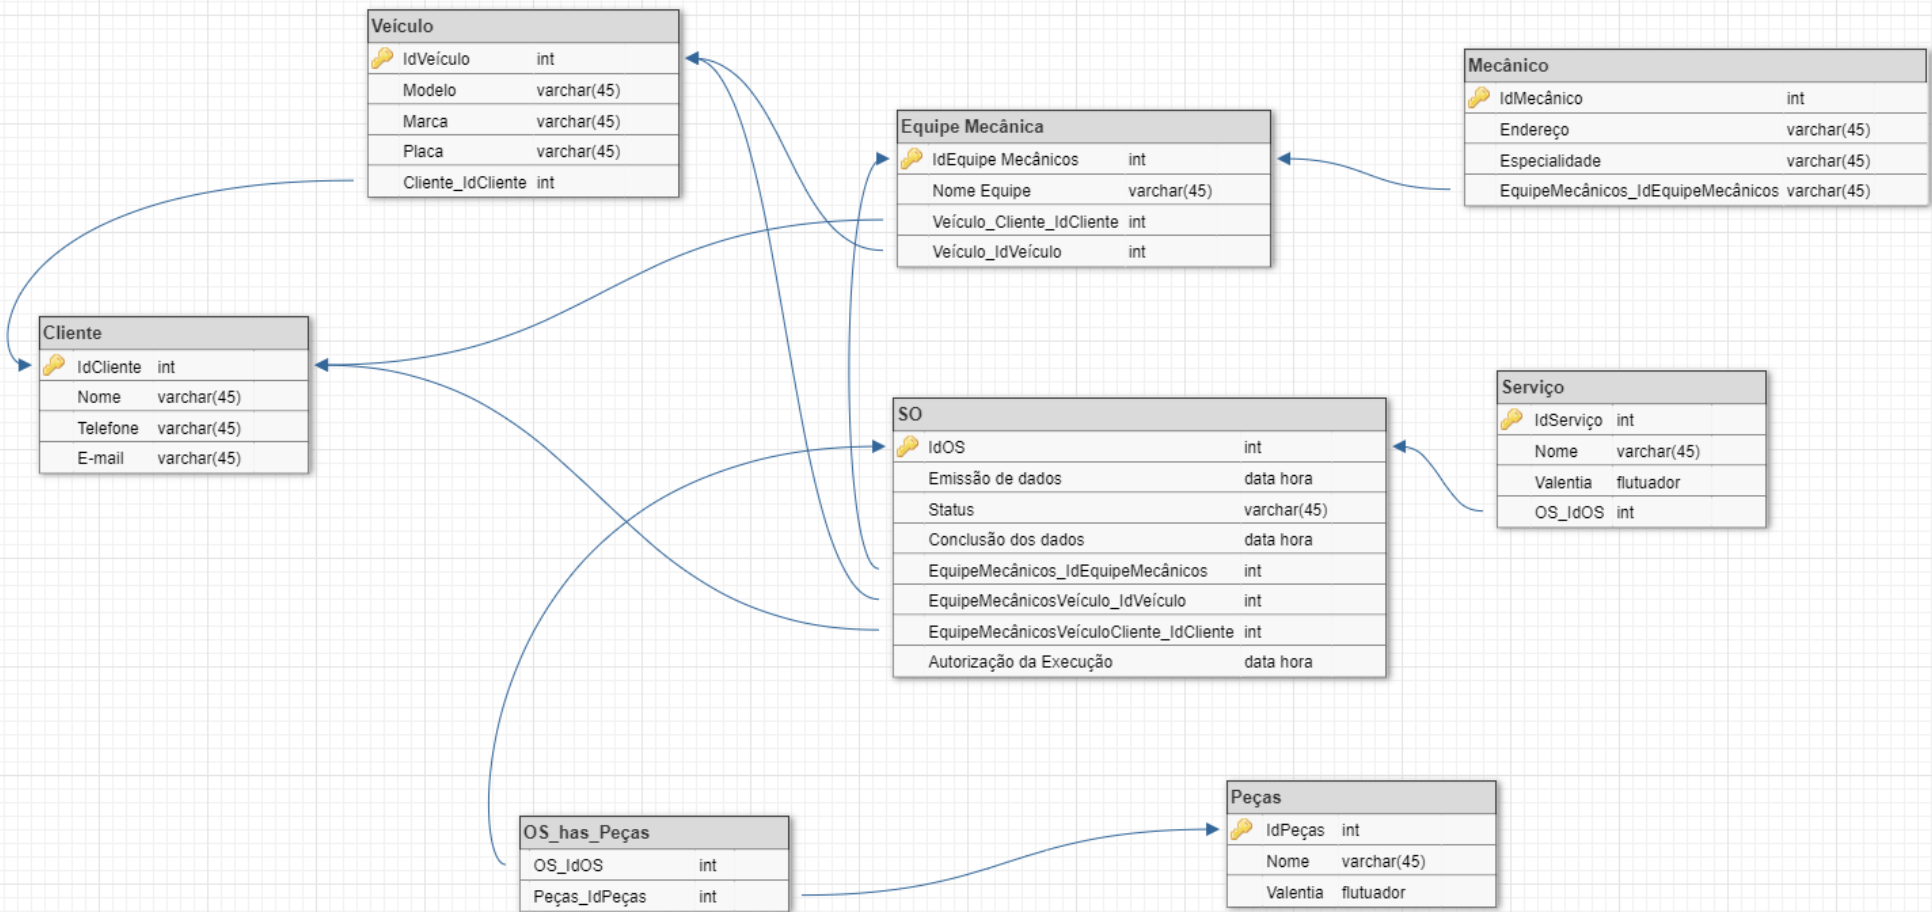 Veículo
IdVeículo int
Modelo varchar(45)
Marca varchar(45)
Placa varchar(45)
Cliente_IdCliente int
Equipe Mecânica
IdEquipe Mecânicos int
Nome Equipe varchar(45)
Veículo_Cliente_IdCliente int
Veículo_IdVeículo int
Mecânico
IdMecânico int
Endereço varchar(45)
Especialidade varchar(45)
EquipeMecânicos_IdEquipeMecânicos varchar(45)
Cliente
IdCliente int
Nome varchar(45)
Telefone varchar(45)
E-mail varchar(45)
SO
IdOS int
Emissão de dados data hora
Status varchar(45)
Conclusão dos dados data hora
EquipeMecânicos_IdEquipeMecânicos int
EquipeMecânicosVeículo_IdVeículo int
EquipeMecânicosVeículoCliente_IdCliente int
Autorização da Execução data hora
Serviço
IdServiço int
Nome varchar(45)
Valentia flutuador
OS_IdOS int
OS_has_Peças
OS_IdOS int
Peças_IdPeças int
Peças
IdPeças int
Nome varchar(45)
Valentia flutuador